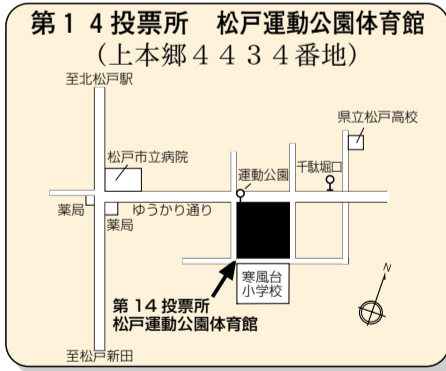 第１４投票所　松戸運動公園体育館
（上本郷４４３４番地）
至北松戸駅
県立松戸高校
松戸市立病院
運動公園
千駄堀口
薬局
ゆうかり通り
薬局
寒風台
小学校
第14投票所
松戸運動公園体育館
N
至松戸新田